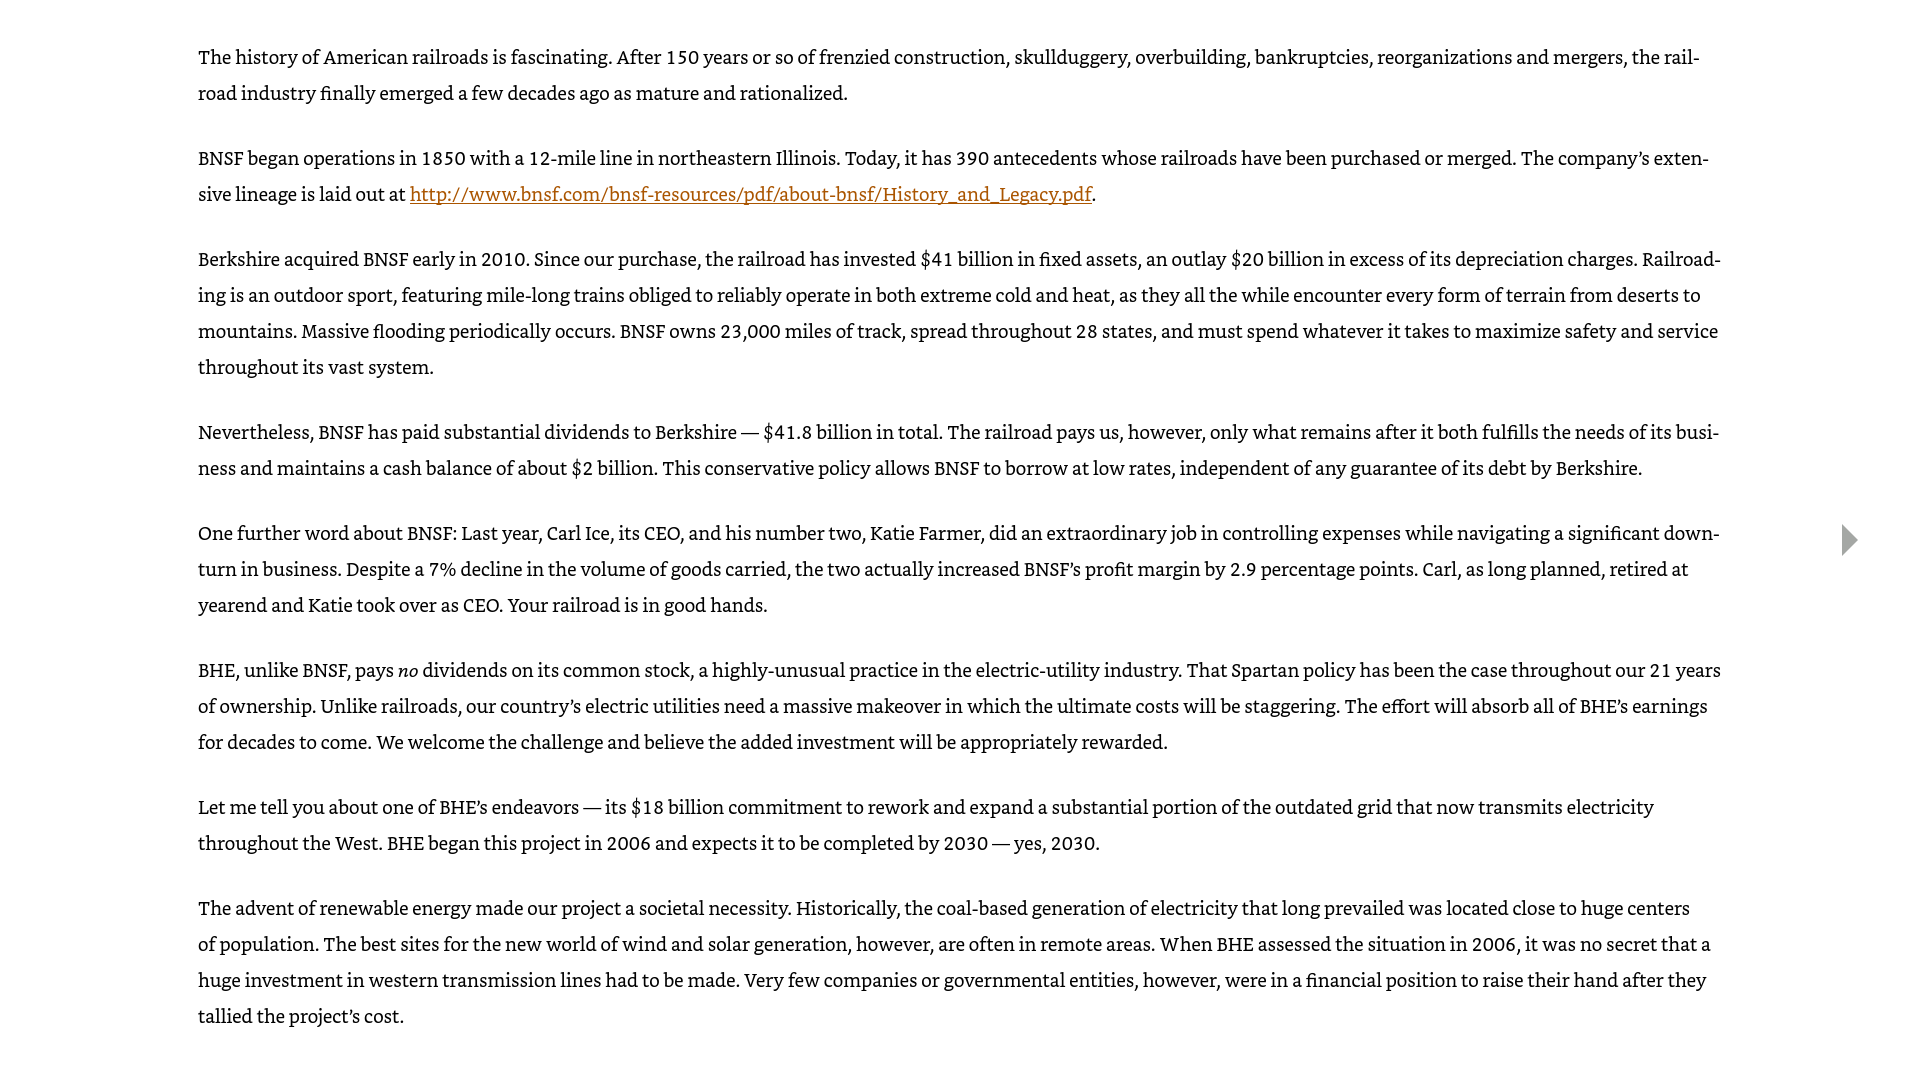 The history of American railroads is fascinating. After 150 years or so of frenzied construction, skullduggery, overbuilding, bankruptcies, reorganizations and mergers, the rail-
road industry finally emerged a few decades ago as mature and rationalized.
BNSF began operations in 1850 with a 12-mile line in northeastern Illinois. Today, it has 390 antecedents whose railroads have been purchased or merged. The company’s exten-
sive lineage is laid out at http://www.bnsf.com/bnsf-resources/pdf/about-bnsf/History_and_Legacy.pdf.
Berkshire acquired BNSF early in 2010. Since our purchase, the railroad has invested $41 billion in fixed assets, an outlay $20 billion in excess of its depreciation charges. Railroad-
ing is an outdoor sport, featuring mile-long trains obliged to reliably operate in both extreme cold and heat, as they all the while encounter every form of terrain from deserts to
mountains. Massive flooding periodically occurs. BNSF owns 23,000 miles of track, spread throughout 28 states, and must spend whatever it takes to maximize safety and service
throughout its vast system.
Nevertheless, BNSF has paid substantial dividends to Berkshire — $41.8 billion in total. The railroad pays us, however, only what remains after it both fulfills the needs of its busi-
ness and maintains a cash balance of about $2 billion. This conservative policy allows BNSF to borrow at low rates, independent of any guarantee of its debt by Berkshire.
One further word about BNSF: Last year, Carl Ice, its CEO, and his number two, Katie Farmer, did an extraordinary job in controlling expenses while navigating a significant down-
turn in business. Despite a 7% decline in the volume of goods carried, the two actually increased BNSF’s profit margin by 2.9 percentage points. Carl, as long planned, retired at
yearend and Katie took over as CEO. Your railroad is in good hands.
BHE, unlike BNSF, pays no dividends on its common stock, a highly-unusual practice in the electric-utility industry. That Spartan policy has been the case throughout our 21 years
of ownership. Unlike railroads, our country’s electric utilities need a massive makeover in which the ultimate costs will be staggering. The effort will absorb all of BHE’s earnings
for decades to come. We welcome the challenge and believe the added investment will be appropriately rewarded.
Let me tell you about one of BHE’s endeavors — its $18 billion commitment to rework and expand a substantial portion of the outdated grid that now transmits electricity
throughout the West. BHE began this project in 2006 and expects it to be completed by 2030 — yes, 2030.
The advent of renewable energy made our project a societal necessity. Historically, the coal-based generation of electricity that long prevailed was located close to huge centers
of population. The best sites for the new world of wind and solar generation, however, are often in remote areas. When BHE assessed the situation in 2006, it was no secret that a
huge investment in western transmission lines had to be made. Very few companies or governmental entities, however, were in a financial position to raise their hand after they
tallied the project’s cost.